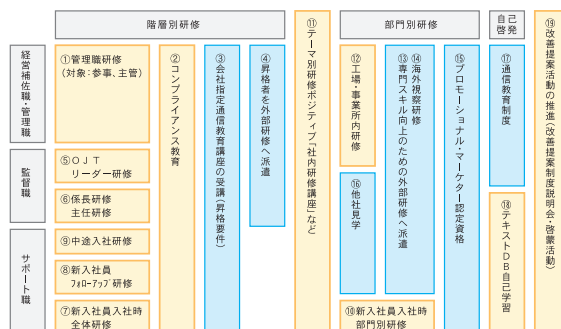 階層別研修
部門別研修
自己
啓発
経営補佐職・管理職
監督職
サポート職
①管理職研修
(対象:参事、主管)
⑤OJT
リーダー研修
⑥係長研修
主任研修
⑨中途入社研修
⑧新入社員
フォローアップ研修
⑦新入社員入社時
全体研修
②コンプライアンス教育
③会社指定通信教育講座の受講(昇格要件)
④昇格者を外部研修へ派遣
⑪テーマ別研修ポジティブ「社内研修講座」など
⑫工場・事業所内研修
⑯他社見学
⑭海外視察研修
⑬専門スキル向上のための外部研修へ派遣
⑮プロモーショナル・マーケター認定資格
⑩新入社員入社時
部門別研修
⑰通信教育制度
⑱テキストDB自己学習
⑲改善提案活動の推進(改善提案制度説明会・啓蒙活動)